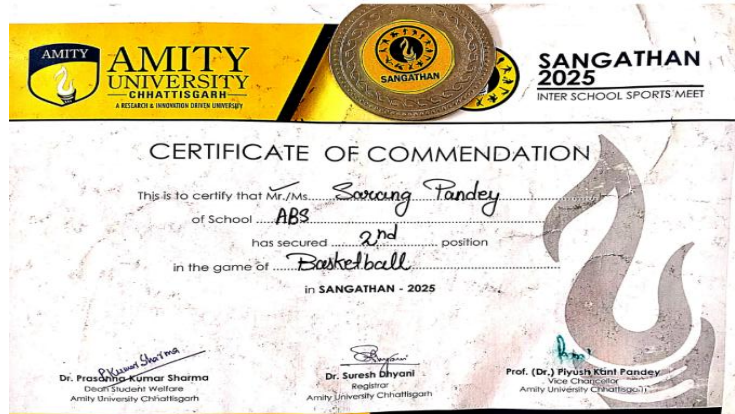 AMITY
AMITY
UNIVERSITY
CHHATTISGARH
A RESEARCH & INNOVATION DRIVEN UNIVERSITY
SANGATHAN
SANGATHAN
2025
INTER SCHOOL SPORTS MEET
CERTIFICATE OF COMMENDATION
This is to certify that Mr./Ms. Sarang Pandey
of School ABS
has secured 2nd position
in the game of Basketball
in SANGATHAN - 2025
P Kumar Sharma
Dr. Prasanna Kumar Sharma
Dean Student Welfare
Amity University Chhattisgarh
Dr. Suresh Dhyani
Registrar
Amity University Chhattisgarh
Prof. (Dr.) Piyush Kant Pandey
Vice Chancellor
Amity University Chhattisgarh